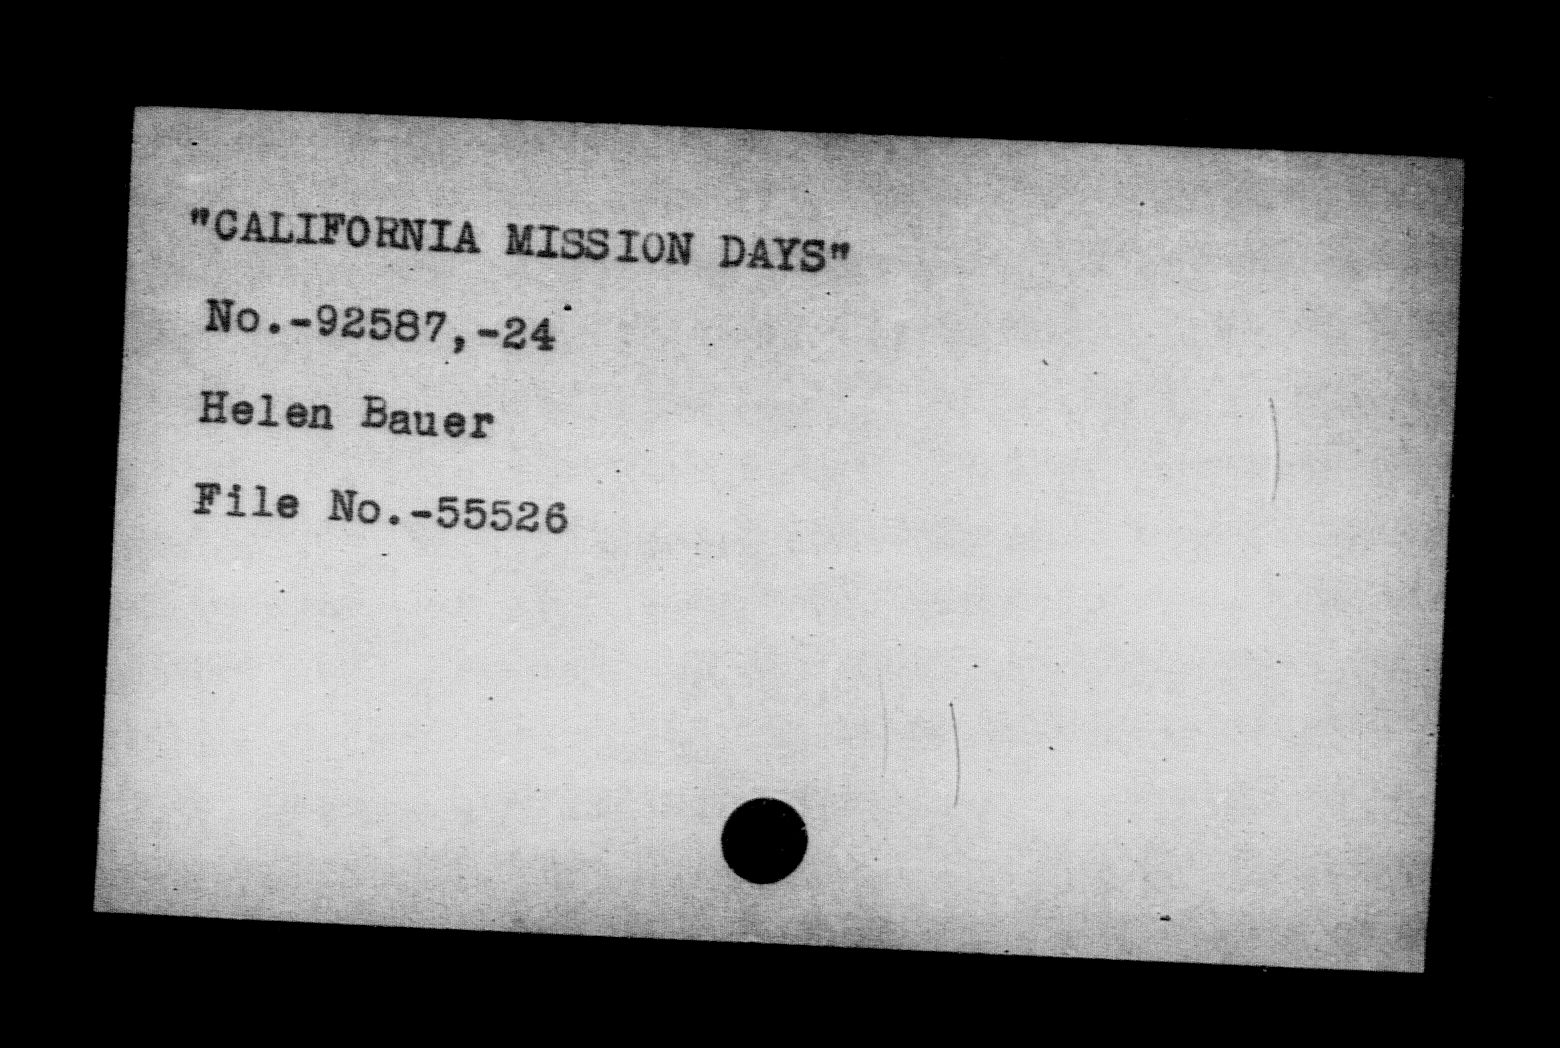 "CALIFORNIA MISSION DAYS"
No.-92587,-24
Helen Bauer
File No.-55526